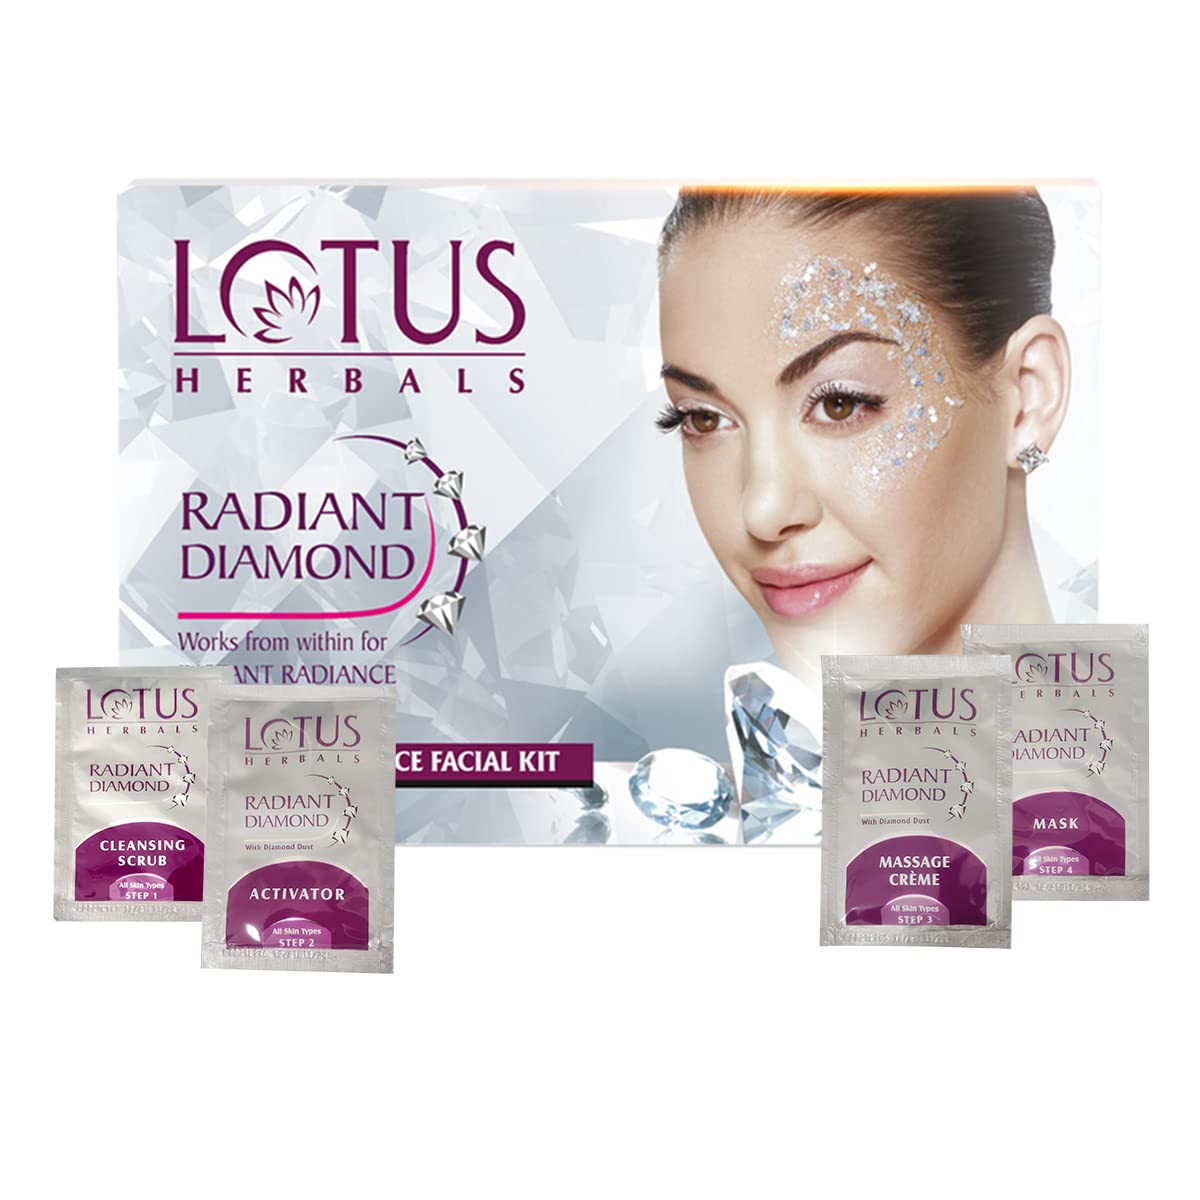 LOTUS
HERBALS
RADIANT
DIAMOND
Works from within for
RADIANCE
FACIAL KIT
LOTUS
HERBALS
RADIANT
DIAMOND
CLEANSING
SCRUB
All Skin Types
STEP 1
LOTUS
HERBALS
RADIANT
DIAMOND
With Diamond Dust
ACTIVATOR
All Skin Types
STEP 2
LOTUS
HERBALS
RADIANT
DIAMOND
With Diamond Dust
MASSAGE
CRÈME
All Skin Types
STEP 3
LOTUS
HERBALS
RADIANT
DIAMOND
MASK
All Skin Types
STEP 4